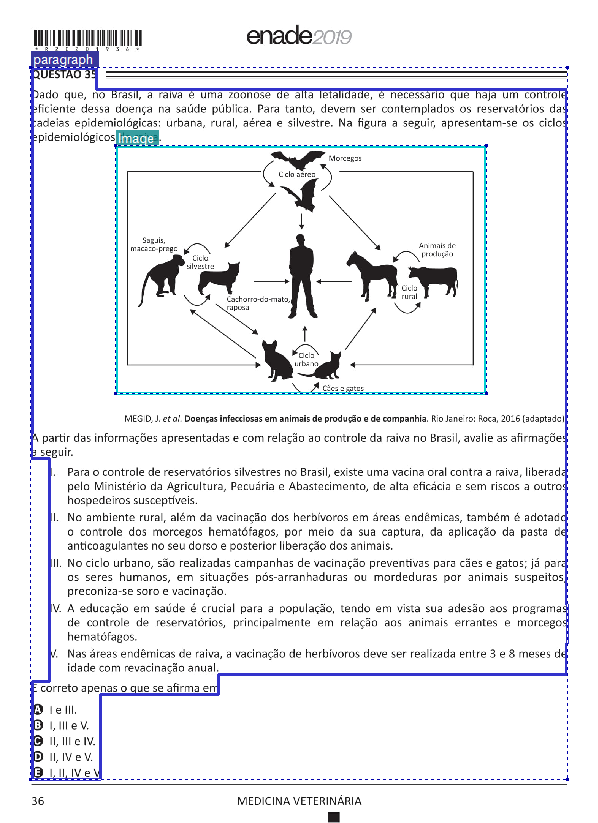 *R2020193­6*
enade2019
paragraph
QUESTÃO 35
Dado que, no Brasil, a raiva é uma zoonose de alta letalidade, é necessário que haja um controle
eficiente dessa doença na saúde pública. Para tanto, devem ser contemplados os reservatórios das
cadeias epidemiológicas: urbana, rural, aérea e silvestre. Na figura a seguir, apresentam-se os ciclos
epidemiológicos
Image
Morcegos
Ciclo aéreo
Saguis,
macaco-prego
Ciclo
silvestre
Cachorro-do-mato,
raposa
Animais de
produção
Ciclo
rural
Ciclo
urbano
Cães e gatos
MEGID, J. et al. Doenças infecciosas em animais de produção e de companhia. Rio Janeiro: Roca, 2016 (adaptado).
A partir das informações apresentadas e com relação ao controle da raiva no Brasil, avalie as afirmações
a seguir.
I. Para o controle de reservatórios silvestres no Brasil, existe uma vacina oral contra a raiva, liberada
pelo Ministério da Agricultura, Pecuária e Abastecimento, de alta eficácia e sem riscos a outros
hospedeiros susceptíveis.
II. No ambiente rural, além da vacinação dos herbívoros em áreas endêmicas, também é adotado
o controle dos morcegos hematófagos, por meio da sua captura, da aplicação da pasta de
anticoagulantes no seu dorso e posterior liberação dos animais.
III. No ciclo urbano, são realizadas campanhas de vacinação preventivas para cães e gatos; já para
os seres humanos, em situações pós-arranhaduras ou mordeduras por animais suspeitos,
preconiza-se soro e vacinação.
IV. A educação em saúde é crucial para a população, tendo em vista sua adesão aos programas
de controle de reservatórios, principalmente em relação aos animais errantes e morcegos
hematófagos.
V. Nas áreas endêmicas de raiva, a vacinação de herbívoros deve ser realizada entre 3 e 8 meses de
idade com revacinação anual.
É correto apenas o que se afirma em
A I e III.
B I, III e V.
C II, III e IV.
D II, IV e V.
E I, II, IV e V
36
MEDICINA VETERINÁRIA